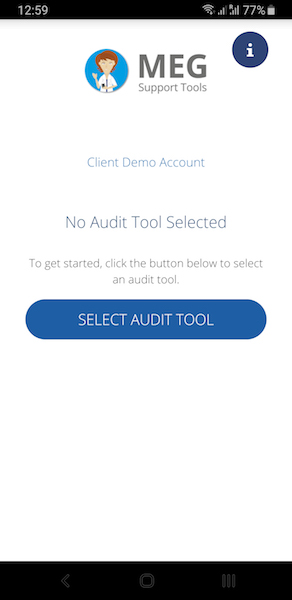 12:59
77%
MEG
Support Tools
Client Demo Account
No Audit Tool Selected
To get started, click the button below to select
an audit tool.
SELECT AUDIT TOOL